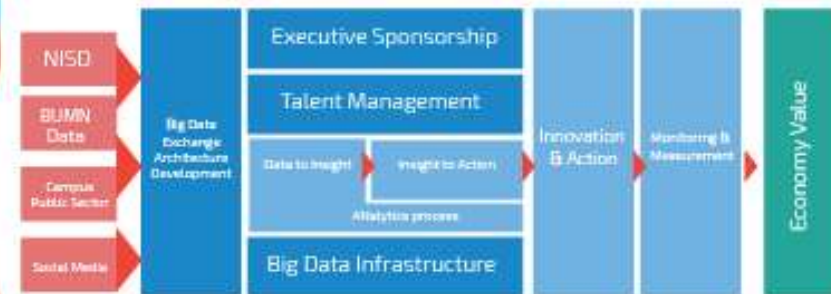 NISD
BUMN
Data
Campus
Public Sector
Social Media
Big Data
Exchange
Architecture
Development
Executive Sponsorship
Talent Management
Data to Insight
Insight to Action
ANalytics process
Big Data Infrastructure
Innovation
& Action
Monitoring &
Measurement
Economy Value